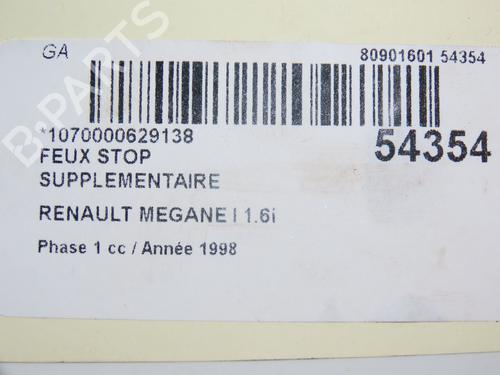 GA 80901601 54354
*1070000629138
54354
FEUX STOP
SUPPLEMENTAIRE
RENAULT MEGANE I 1.6i
Phase 1 cc / Année 1998
B-PARTS